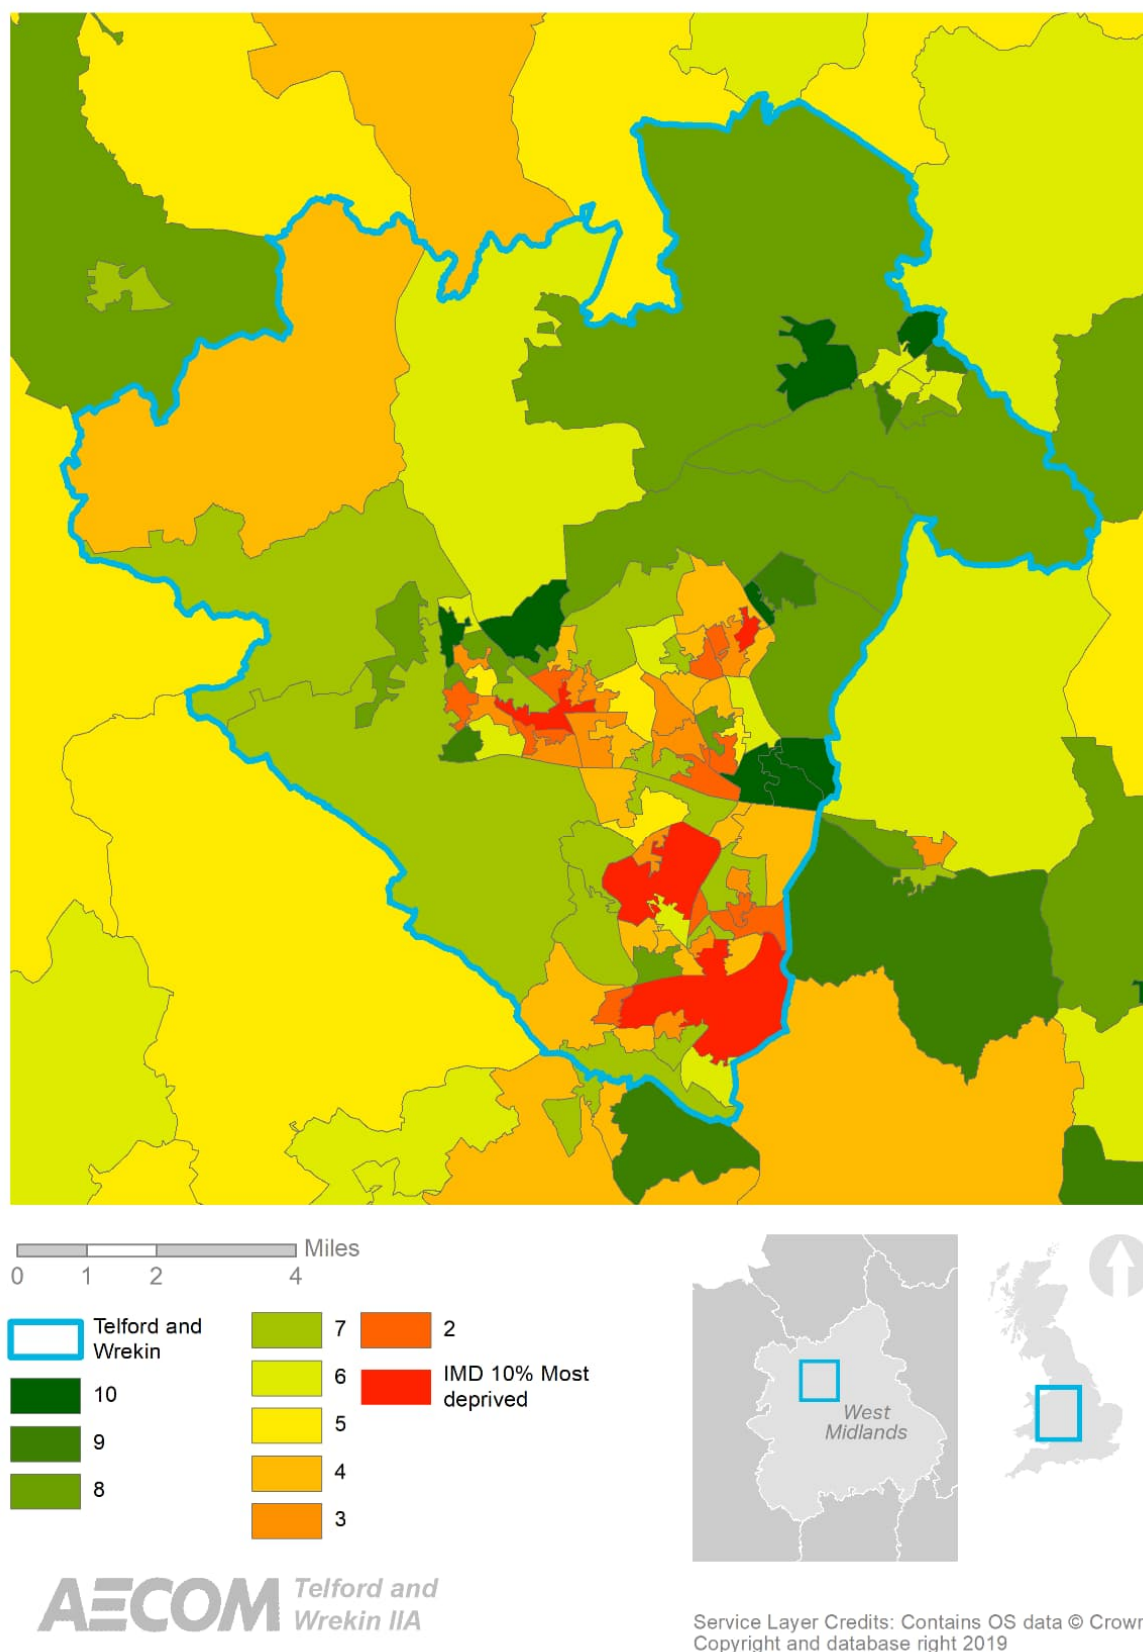 Miles
0 1 2 4
Telford and
Wrekin
10
9
8
7
6
5
4
3
2
IMD 10% Most
deprived
West
Midlands
AECOM
Telford and
Wrekin IIA
Service Layer Credits: Contains OS data © Crown
Copyright and database right 2019